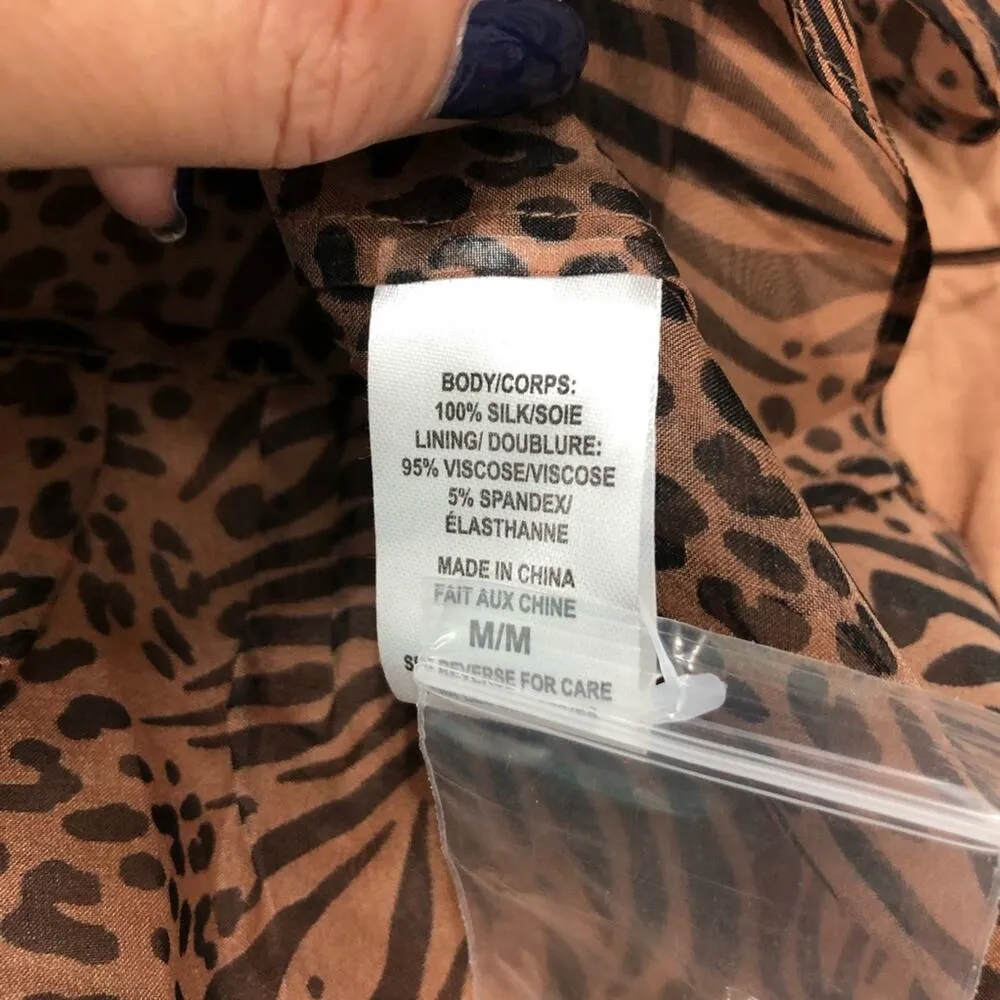 BODY/CORPS:
100% SILK/SOIE
LINING/ DOUBLURE:
95% VISCOSE/VISCOSE
5% SPANDEX/
ÉLASTHANNE
MADE IN CHINA
FAIT AUX CHINE
M/M
REVERSE FOR CARE